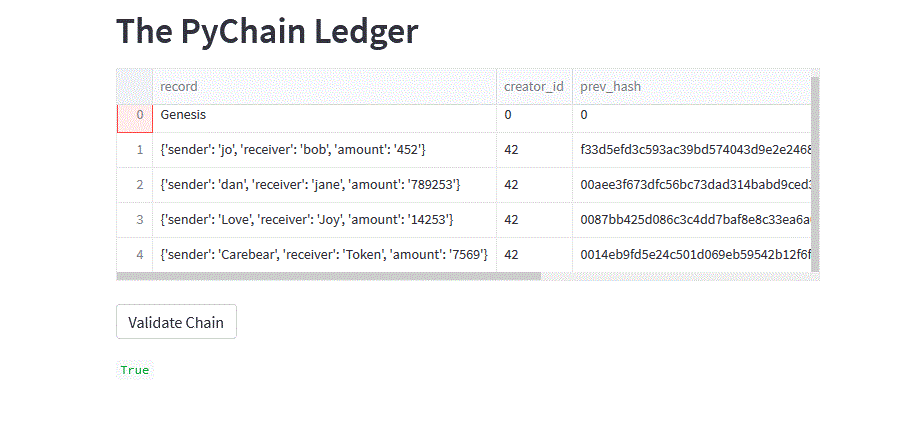 The PyChain Ledger
record creator_id prev_hash
0 Genesis 0 0
1 {'sender': 'jo', 'receiver': 'bob', 'amount': '452'} 42 f33d5efd3c593ac39bd574043d9e2e2468
2 {'sender': 'dan', 'receiver': 'jane', 'amount': '789253'} 42 00aee3f673dfc56bc73dad314babd9ced3
3 {'sender': 'Love', 'receiver': 'Joy', 'amount': '14253'} 42 0087bb425d086c3c4dd7baf8e8c33ea6a
4 {'sender': 'Carebear', 'receiver': 'Token', 'amount': '7569'} 42 0014eb9fd5e24c501d069eb59542b12f6f
Validate Chain
True